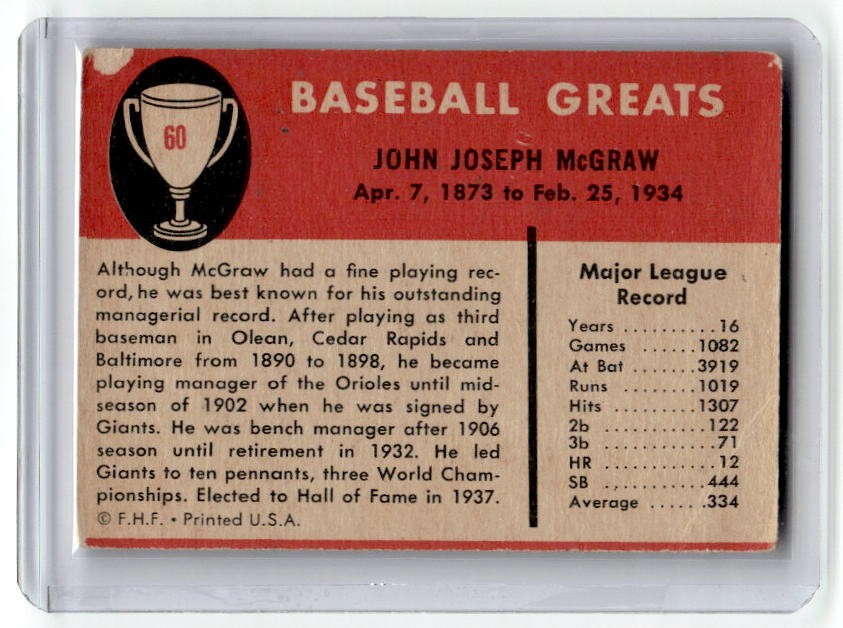 60
BASEBALL GREATS
JOHN JOSEPH McGRAW
Apr. 7, 1873 to Feb. 25, 1934
Although McGraw had a fine playing rec-
ord, he was best known for his outstanding
managerial record. After playing as third
baseman in Olean, Cedar Rapids and
Baltimore from 1890 to 1898, he became
playing manager of the Orioles until mid-
season of 1902 when he was signed by
Giants. He was bench manager after 1906
season until retirement in 1932. He led
Giants to ten pennants, three World Cham-
pionships. Elected to Hall of Fame in 1937.
© F.H.F. • Printed U.S.A.
Major League
Record
Years ..........16
Games ......1082
At Bat .......3919
Runs .......1019
Hits .........1307
2b ...........122
3b ............71
HR ............12
SB ...........444
Average ......334